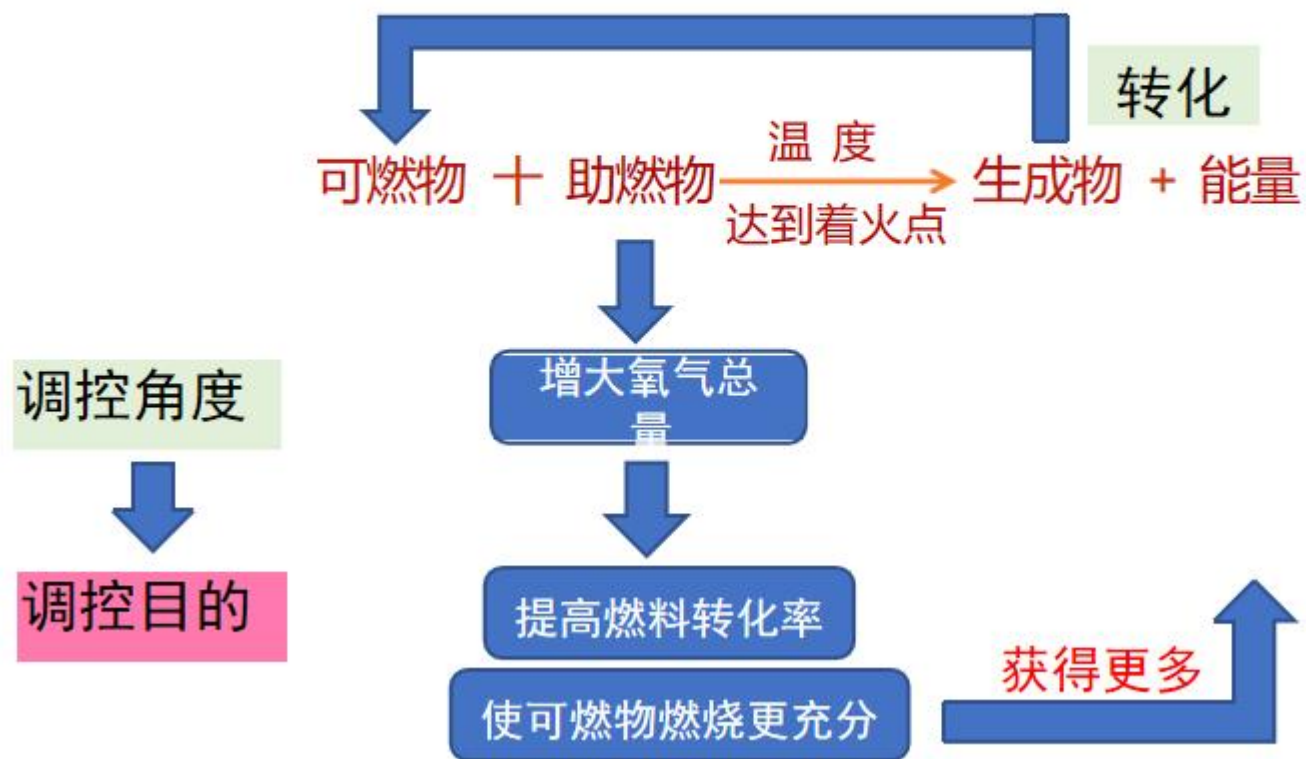 转化
温 度
可燃物 + 助燃物 生成物 + 能量
达到着火点
增大氧气总
量
调控角度
调控目的
提高燃料转化率
获得更多
使可燃物燃烧更充分